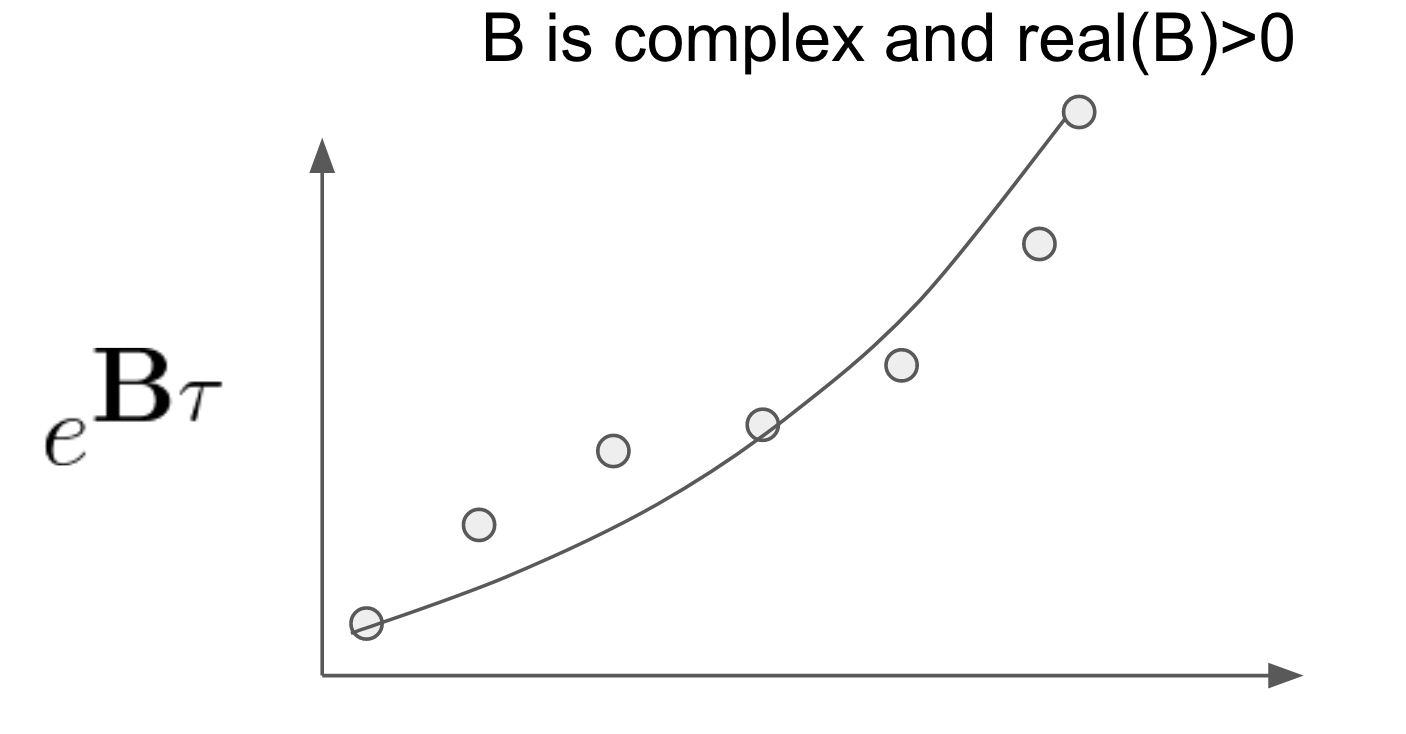 B is complex and real(B)>0
e^{Bτ}